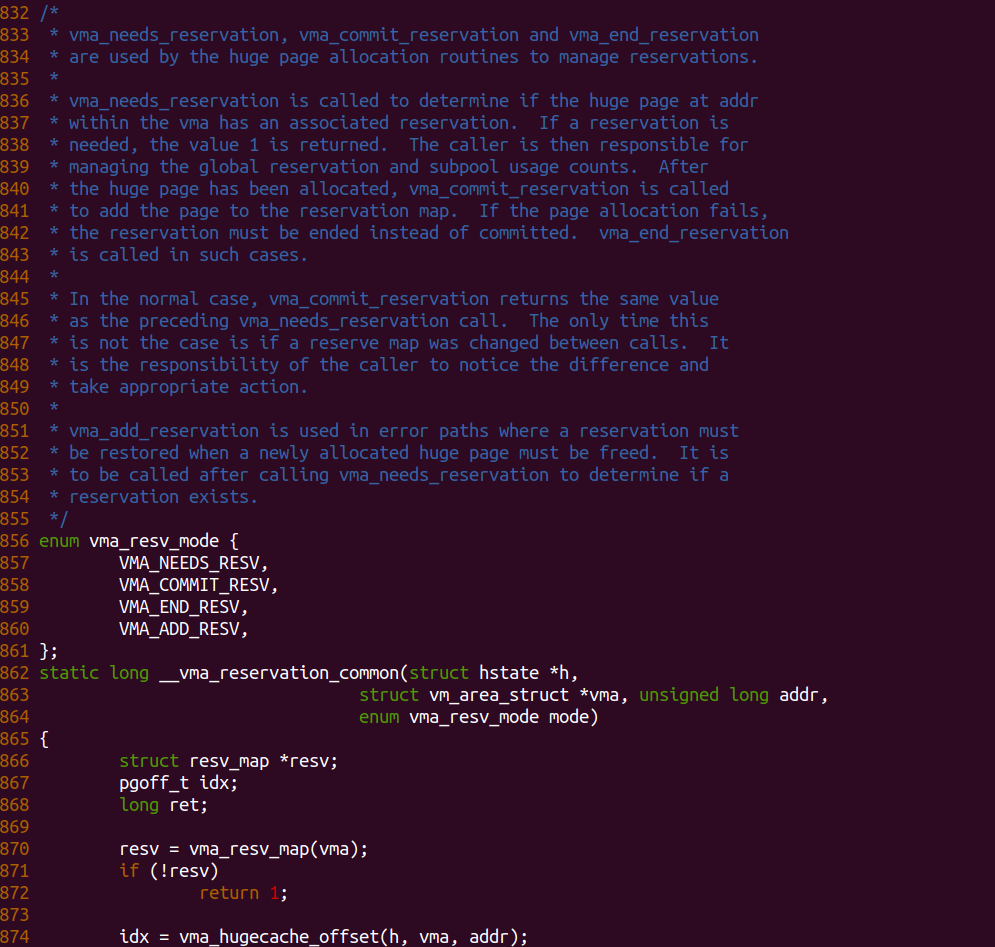 832 /*
833  * vma_needs_reservation, vma_commit_reservation and vma_end_reservation
834  * are used by the huge page allocation routines to manage reservations.
835  *
836  * vma_needs_reservation is called to determine if the huge page at addr
837  * within the vma has an associated reservation.  If a reservation is
838  * needed, the value 1 is returned.  The caller is then responsible for
839  * managing the global reservation and subpool usage counts.  After
840  * the huge page has been allocated, vma_commit_reservation is called
841  * to add the page to the reservation map.  If the page allocation fails,
842  * the reservation must be ended instead of committed.  vma_end_reservation
843  * is called in such cases.
844  *
845  * In the normal case, vma_commit_reservation returns the same value
846  * as the preceding vma_needs_reservation call.  The only time this
847  * is not the case is if a reserve map was changed between calls.  It
848  * is the responsibility of the caller to notice the difference and
849  * take appropriate action.
850  *
851  * vma_add_reservation is used in error paths where a reservation must
852  * be restored when a newly allocated huge page must be freed.  It is
853  * to be called after calling vma_needs_reservation to determine if a
854  * reservation exists.
855  */
856 enum vma_resv_mode {
857         VMA_NEEDS_RESV,
858         VMA_COMMIT_RESV,
859         VMA_END_RESV,
860         VMA_ADD_RESV,
861 };
862 static long __vma_reservation_common(struct hstate *h,
863                                 struct vm_area_struct *vma, unsigned long addr,
864                                 enum vma_resv_mode mode)
865 {
866         struct resv_map *resv;
867         pgoff_t idx;
868         long ret;
869
870         resv = vma_resv_map(vma);
871         if (!resv)
872                 return 1;
873
874         idx = vma_hugecache_offset(h, vma, addr);